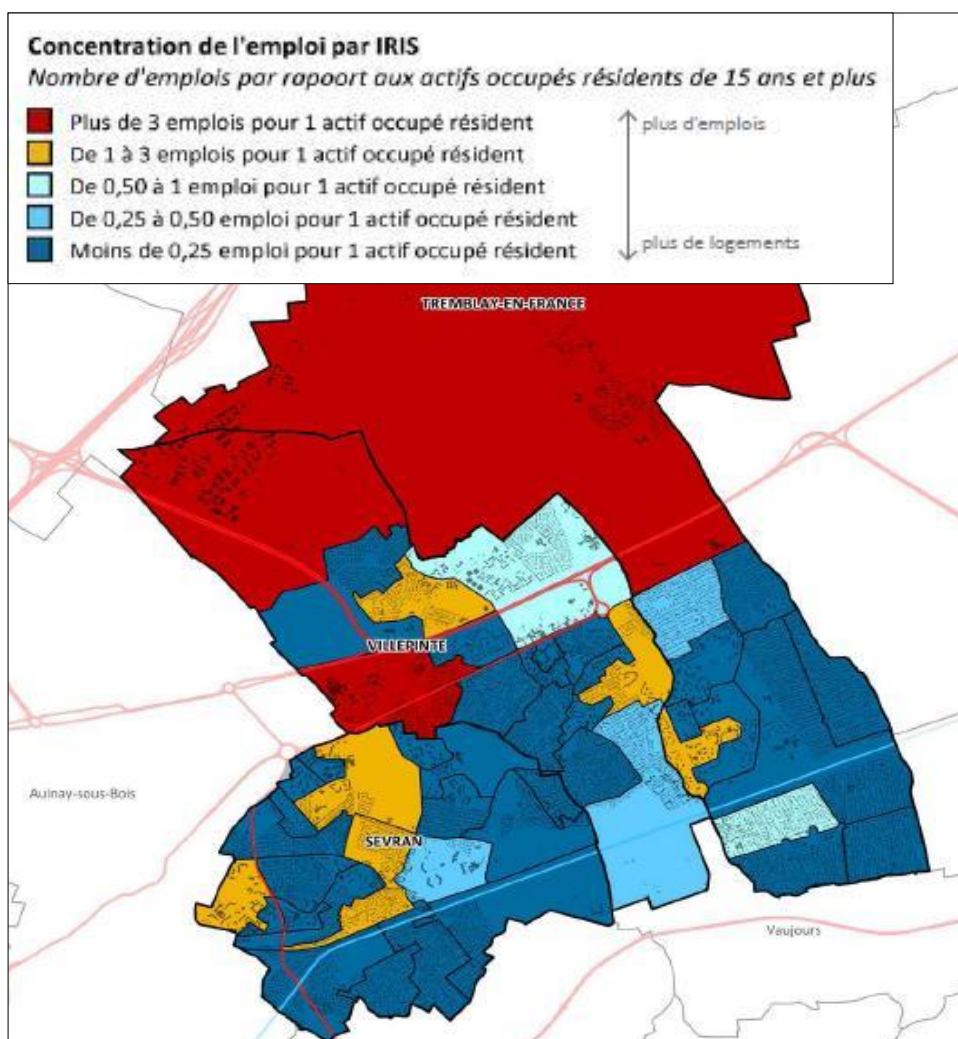 Concentration de l'emploi par IRIS
Nombre d'emplois par rapoort aux actifs occupés résidents de 15 ans et plus
Plus de 3 emplois pour 1 actif occupé résident
De 1 à 3 emplois pour 1 actif occupé résident
De 0,50 à 1 emploi pour 1 actif occupé résident
De 0,25 à 0,50 emploi pour 1 actif occupé résident
Moins de 0,25 emploi pour 1 actif occupé résident
plus d'emplois
plus de logements
TREMBLAY-EN-FRANCE
VILLEPINTE
Aulnay-sous-Bois
SEVRAN
Vaujours